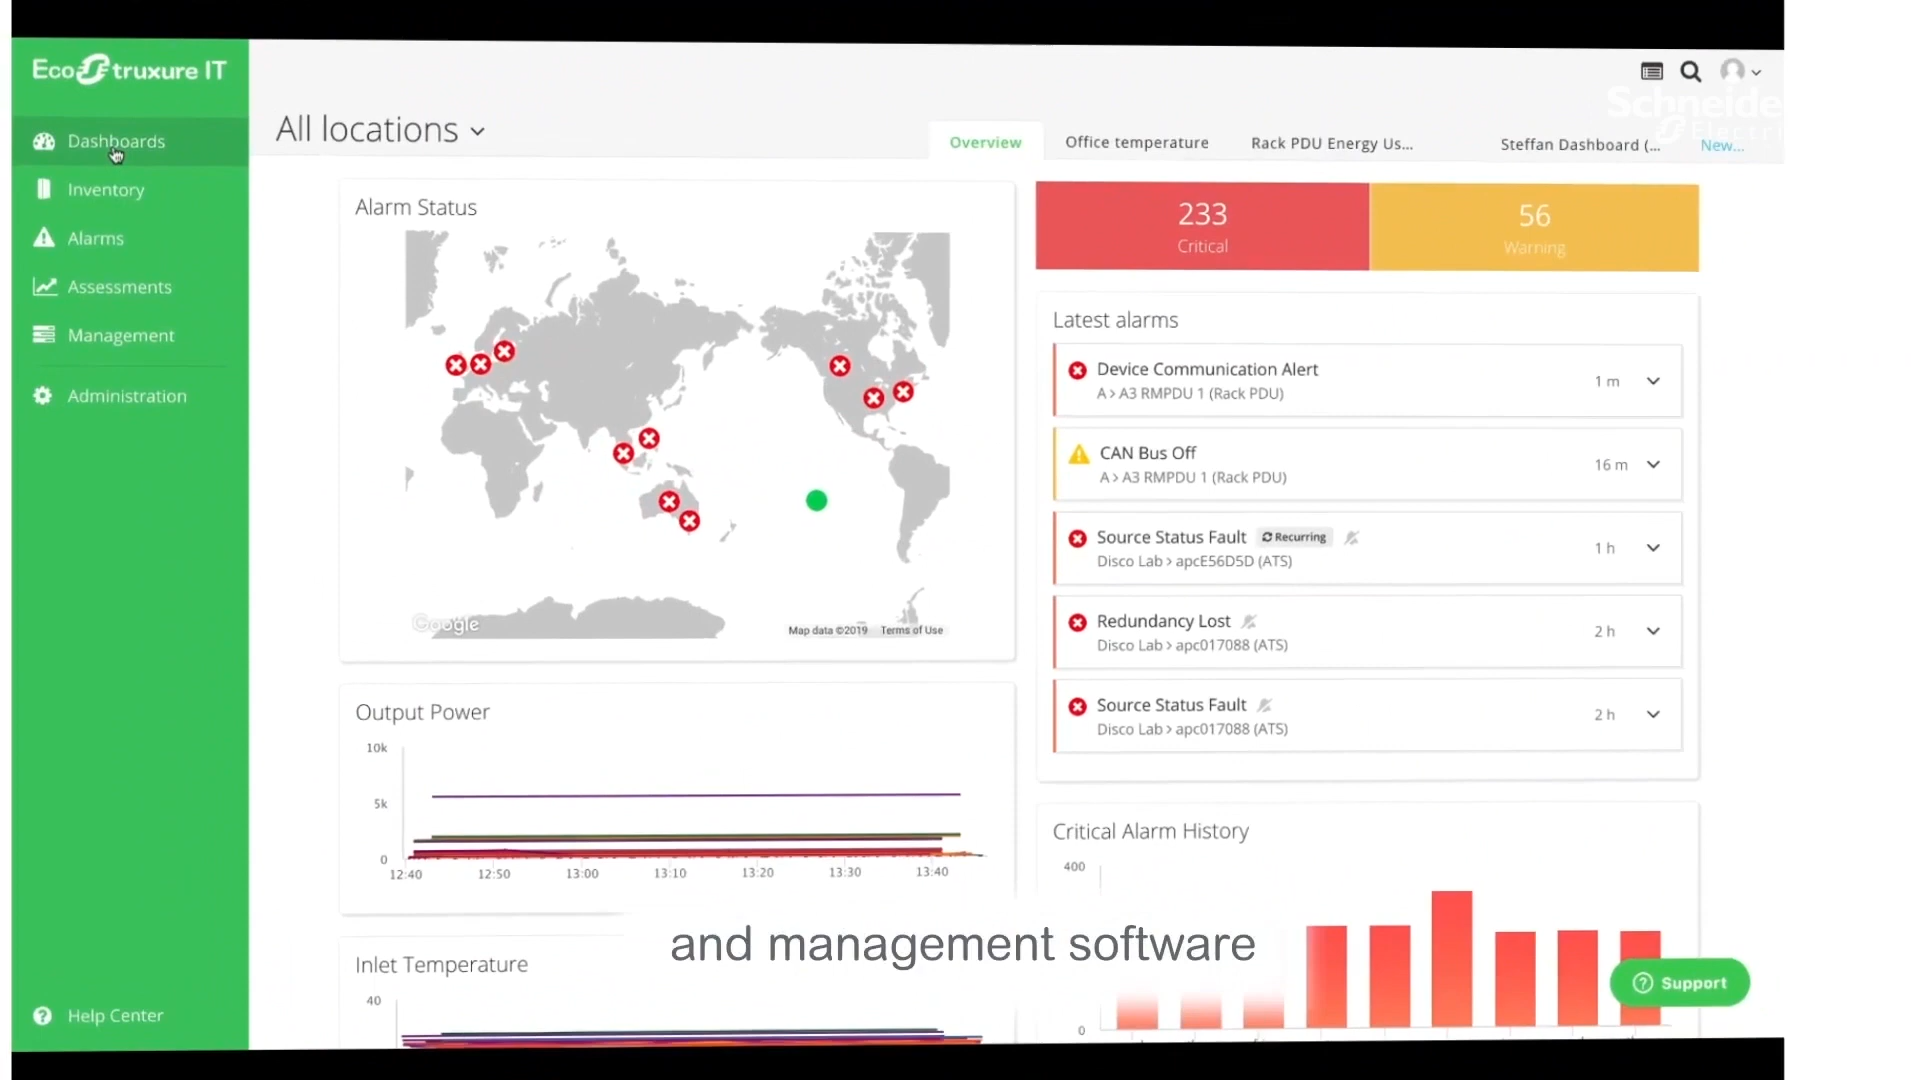 EcoStruxure IT
Schneide
Electri
All locations
Dashboards
Inventory
Alarms
Assessments
Management
Administration
Help Center
Overview
Office temperature
Rack PDU Energy Us...
Steffan Dashboard (...
New...
Alarm Status
Google
Map data ©2019 Terms of Use
233
Critical
56
Warning
Latest alarms
Device Communication Alert
A > A3 RMPDU 1 (Rack PDU)
1 m
CAN Bus Off
A > A3 RMPDU 1 (Rack PDU)
16 m
Source Status Fault Recurring
Disco Lab > apcE56D5D (ATS)
1 h
Redundancy Lost
Disco Lab > apc017088 (ATS)
2 h
Source Status Fault
Disco Lab > apc017088 (ATS)
2 h
Output Power
10k
5k
0
12:40 12:50 13:00 13:10 13:20 13:30 13:40
Critical Alarm History
400
0
Inlet Temperature
40
and management software
Support